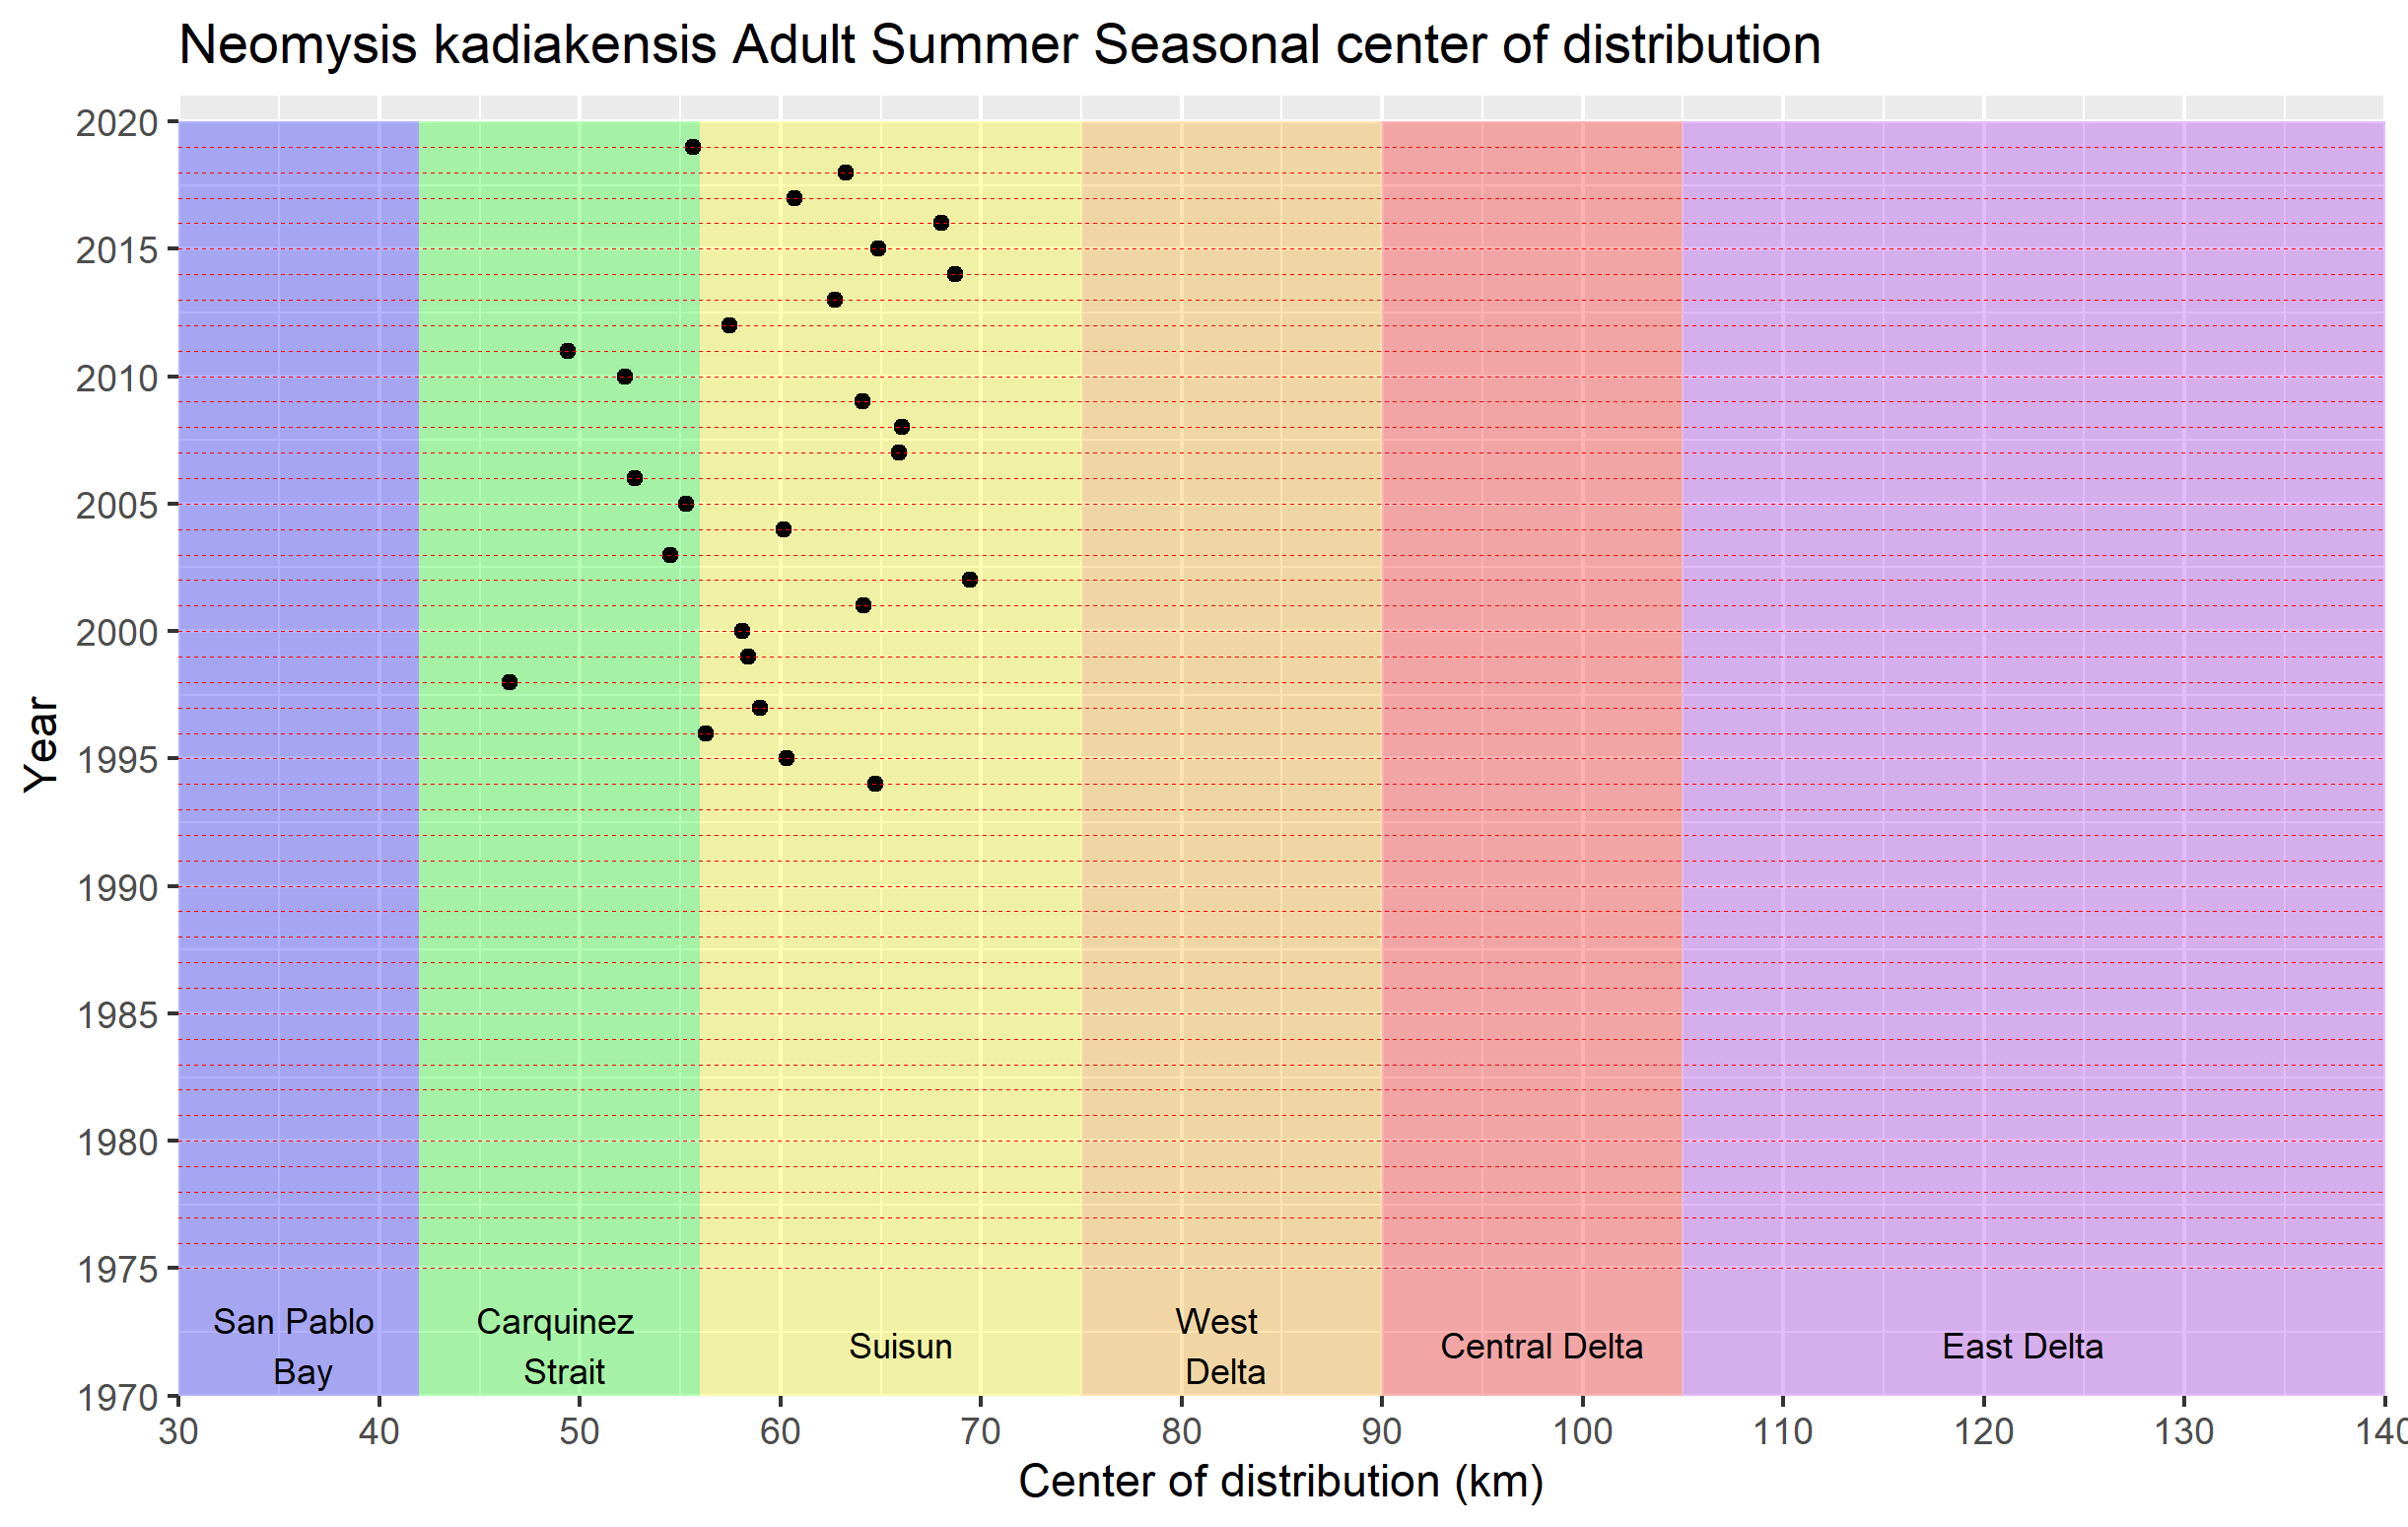 Neomysis kadiakensis Adult Summer Seasonal center of distribution
2020
2015
2010
2005
2000
1995
1990
1985
1980
1975
1970
Year
San Pablo
Bay
Carquinez
Strait
Suisun
West
Delta
Central Delta
East Delta
30 40 50 60 70 80 90 100 110 120 130 140
Center of distribution (km)